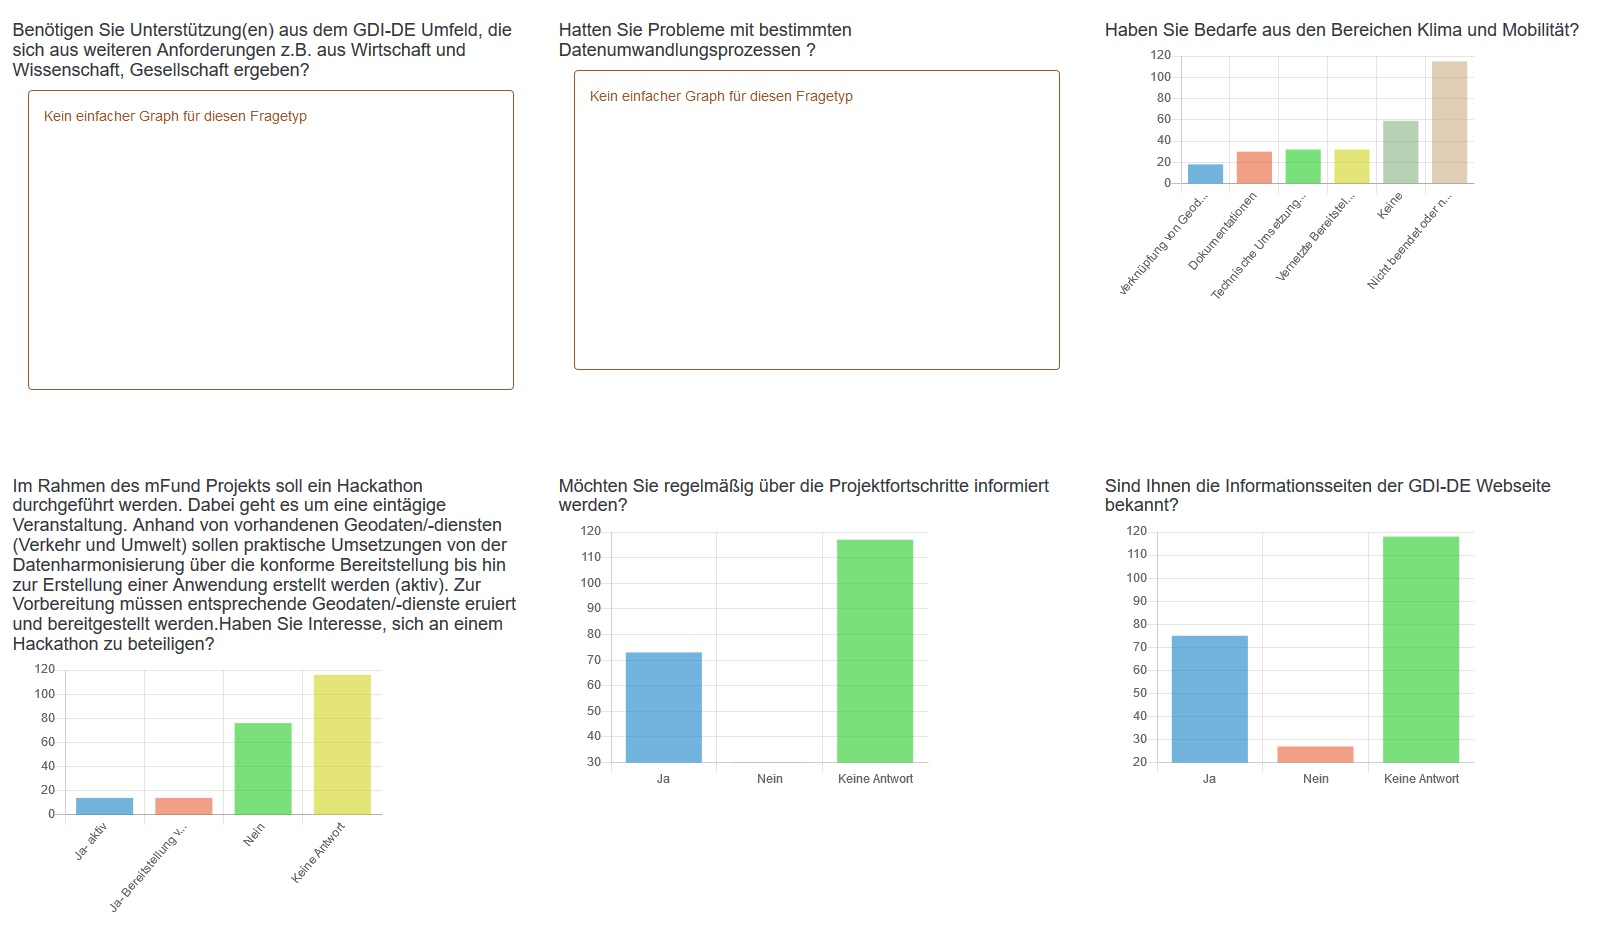 Benötigen Sie Unterstützung(en) aus dem GDI-DE Umfeld, die
sich aus weiteren Anforderungen z.B. aus Wirtschaft und
Wissenschaft, Gesellschaft ergeben?
Kein einfacher Graph für diesen Fragetyp
Hatten Sie Probleme mit bestimmten
Datenumwandlungsprozessen ?
Kein einfacher Graph für diesen Fragetyp
Haben Sie Bedarfe aus den Bereichen Klima und Mobilität?
120
100
80
60
40
20
0
Verknüpfung von Geod...
Dokumentationen
Technische Umsetzung...
Vernetzte Bereitstel...
Keine
Nicht beendet oder n...
Im Rahmen des mFund Projekts soll ein Hackathon
durchgeführt werden. Dabei geht es um eine eintägige
Veranstaltung. Anhand von vorhandenen Geodaten/-diensten
(Verkehr und Umwelt) sollen praktische Umsetzungen von der
Datenharmonisierung über die konforme Bereitstellung bis hin
zur Erstellung einer Anwendung erstellt werden (aktiv). Zur
Vorbereitung müssen entsprechende Geodaten/-dienste eruiert
und bereitgestellt werden.Haben Sie Interesse, sich an einem
Hackathon zu beteiligen?
120
100
80
60
40
20
0
Ja- aktiv
Ja- Bereitstellung v...
Nein
Keine Antwort
Möchten Sie regelmäßig über die Projektfortschritte informiert
werden?
120
110
100
90
80
70
60
50
40
30
Ja
Nein
Keine Antwort
Sind Ihnen die Informationsseiten der GDI-DE Webseite
bekannt?
120
110
100
90
80
70
60
50
40
30
20
Ja
Nein
Keine Antwort